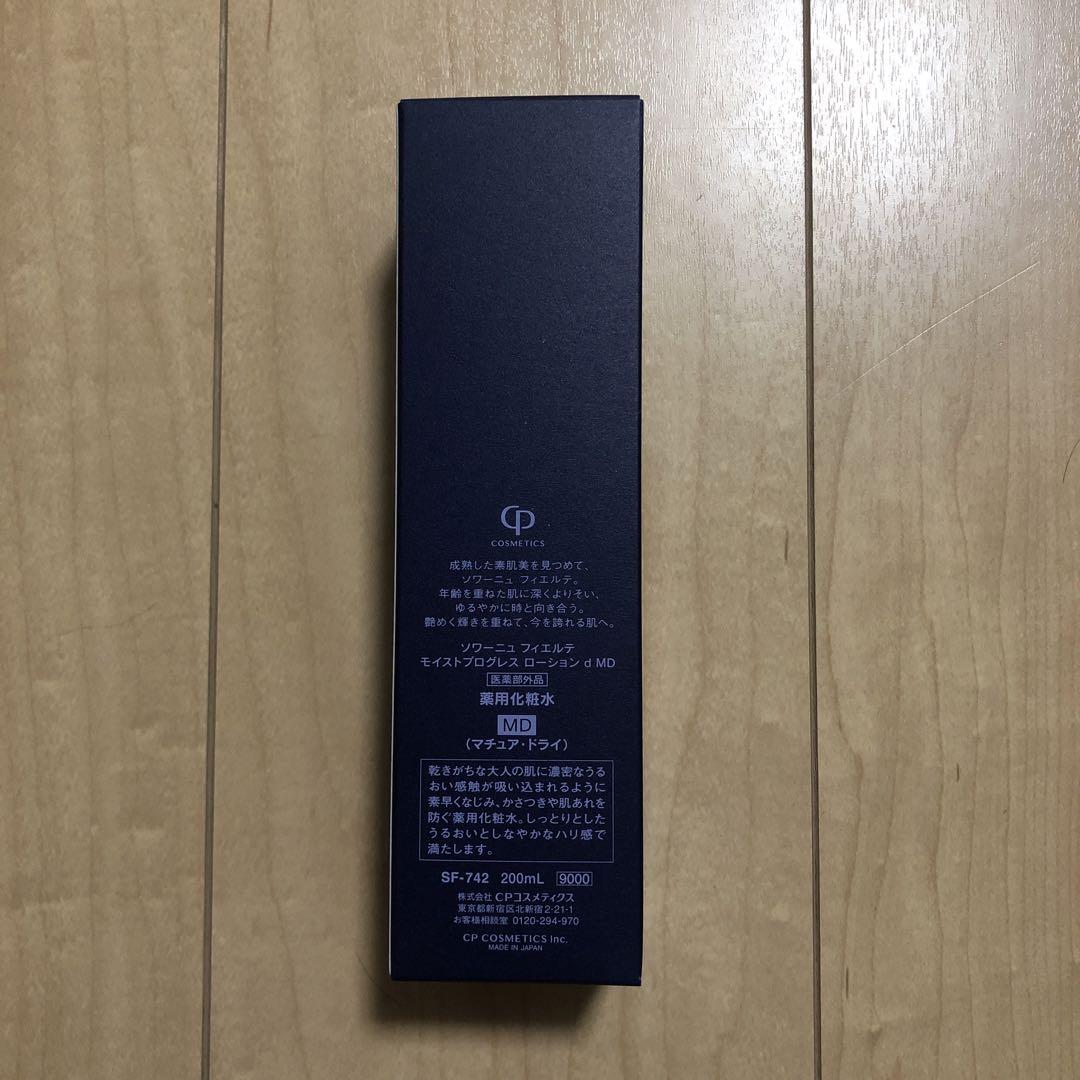 CP
COSMETICS
成熟した素肌美を見つめて、
ソワーニュ フィエルテ。
年齢を重ねた肌に深くよりそい、
ゆるやかに時と向き合う。
艶めく輝きを重ねて、今を誇れる肌へ。
ソワーニュ フィエルテ
モイストプログレス ローション d MD
医薬部外品
薬用化粧水
MD
(マチュア・ドライ)
乾きがちな大人の肌に濃密なうる
おい感触が吸い込まれるように
素早くなじみ、かさつきや肌あれを
防ぐ薬用化粧水。しっとりとした
うるおいとしなやかなハリ感で
満たします。
SF-742 200mL 9000
株式会社 CPコスメティクス
東京都新宿区北新宿2-21-1
お客様相談室 0120-294-970
CP COSMETICS Inc.
MADE IN JAPAN